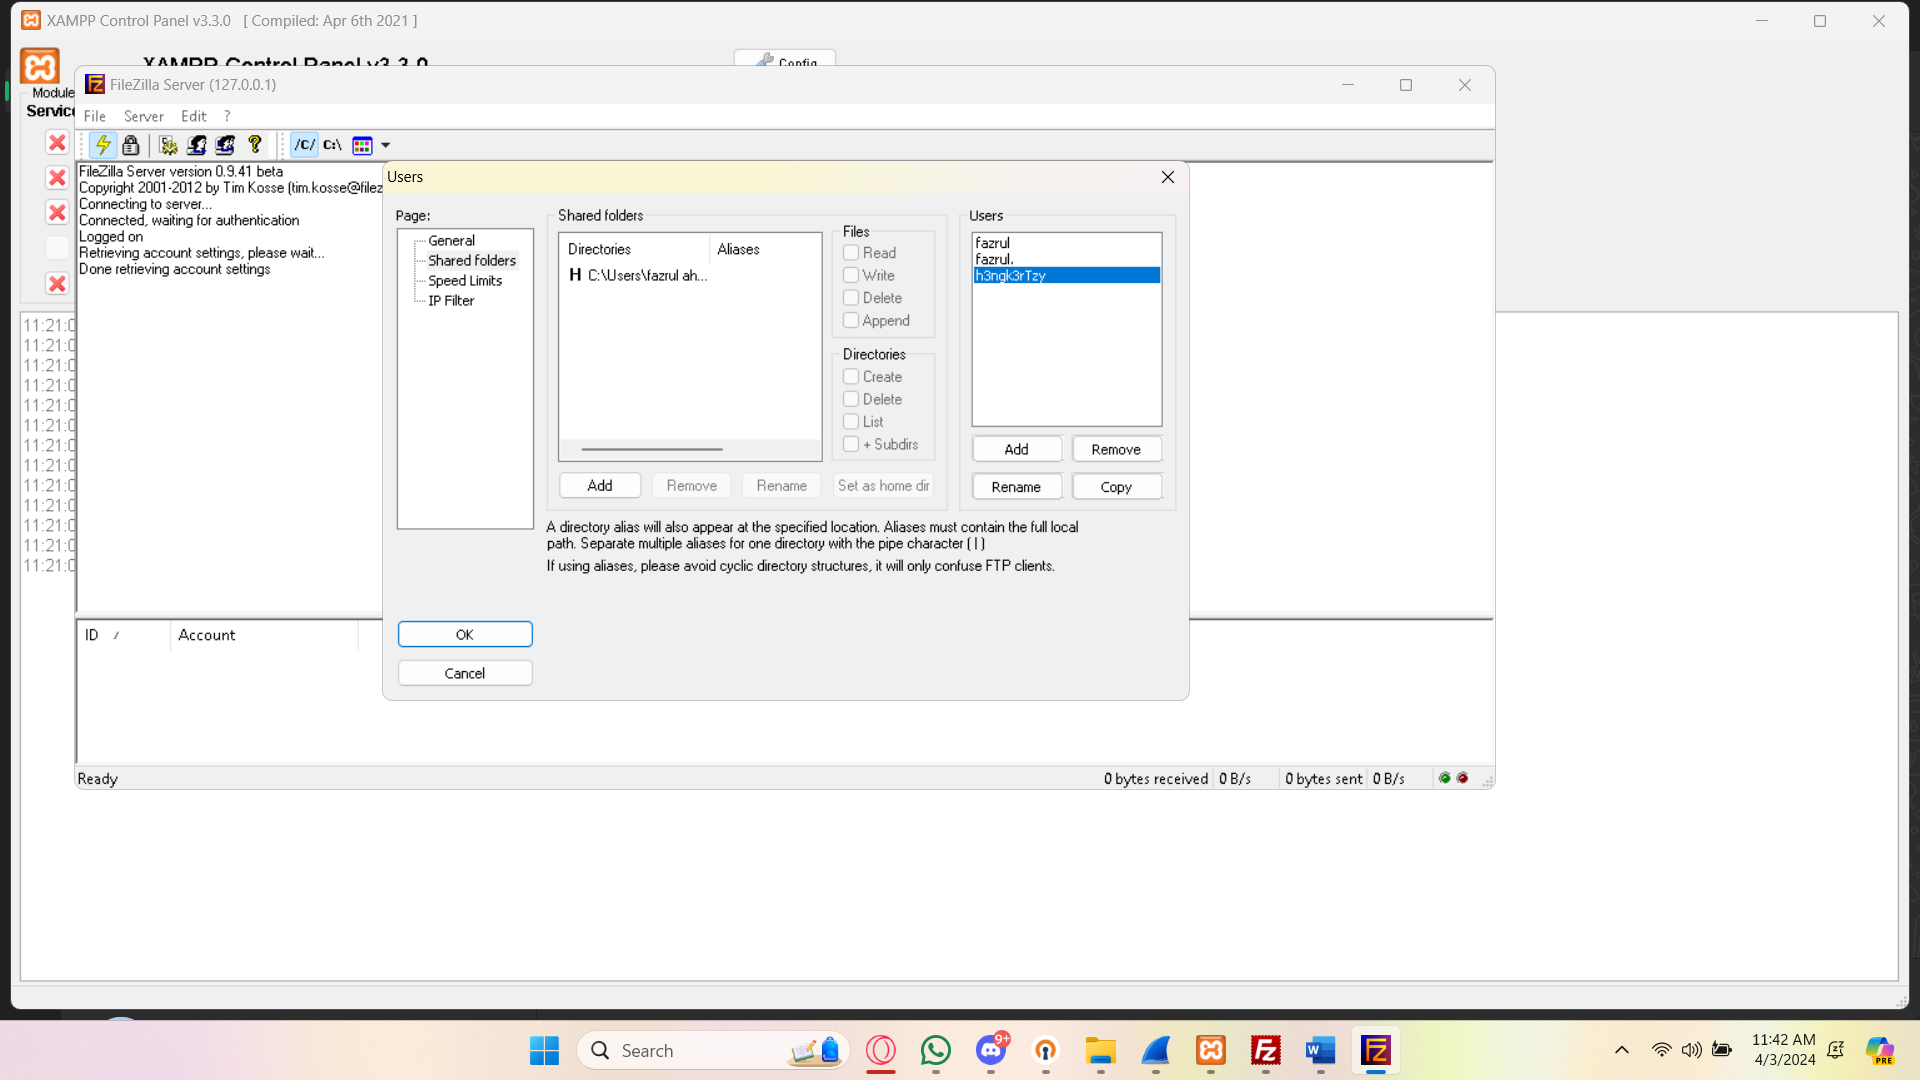 XAMPP Control Panel v3.3.0 [ Compiled: Apr 6th 2021 ]
XAMPP Control Panel v3.3.0
Config
Module
Service
FileZilla Server (127.0.0.1)
File Server Edit ?
/C/ C:\
FileZilla Server version 0.9.41 beta
Copyright 2001-2012 by Tim Kosse (tim.kosse@filez
Connecting to server...
Connected, waiting for authentication
Logged on
Retrieving account settings, please wait...
Done retrieving account settings
Users
Page:
General
Shared folders
Speed Limits
IP Filter
Shared folders
Directories Aliases
H C:\Users\fazrul ah...
Files
Read
Write
Delete
Append
Directories
Create
Delete
List
+ Subdirs
Add Remove Rename Set as home dir
Users
fazrul
fazrul.
h3ngk3rTzy
Add Remove
Rename Copy
A directory alias will also appear at the specified location. Aliases must contain the full local
path. Separate multiple aliases for one directory with the pipe character ( | )
If using aliases, please avoid cyclic directory structures, it will only confuse FTP clients.
OK
Cancel
11:21:0
11:21:0
11:21:0
11:21:0
11:21:0
11:21:0
11:21:0
11:21:0
11:21:0
11:21:0
11:21:0
11:21:0
11:21:0
ID / Account
Ready 0 bytes received 0 B/s 0 bytes sent 0 B/s
Search
9+
W
11:42 AM
4/3/2024
PRE